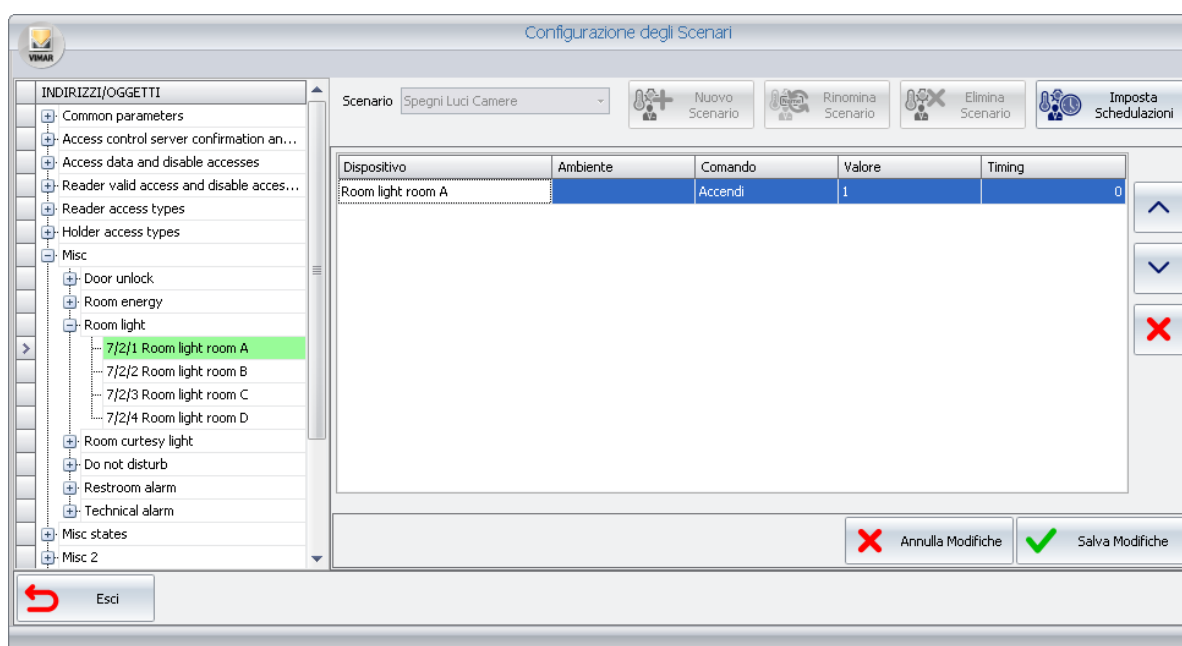 Configurazione degli Scenari
VIMAR
INDIRIZZI/OGGETTI
Common parameters
Access control server confirmation an...
Access data and disable accesses
Reader valid access and disable acces...
Reader access types
Holder access types
Misc
Door unlock
Room energy
Room light
7/2/1 Room light room A
7/2/2 Room light room B
7/2/3 Room light room C
7/2/4 Room light room D
Room curtesy light
Do not disturb
Restroom alarm
Technical alarm
Misc states
Misc 2
Scenario Spegni Luci Camere
Nuovo
Scenario
Rinomina
Scenario
Elimina
Scenario
Imposta
Schedulazioni
Dispositivo Ambiente Comando Valore Timing
Room light room A Accendi 1 0
Annulla Modifiche Salva Modifiche
Esci